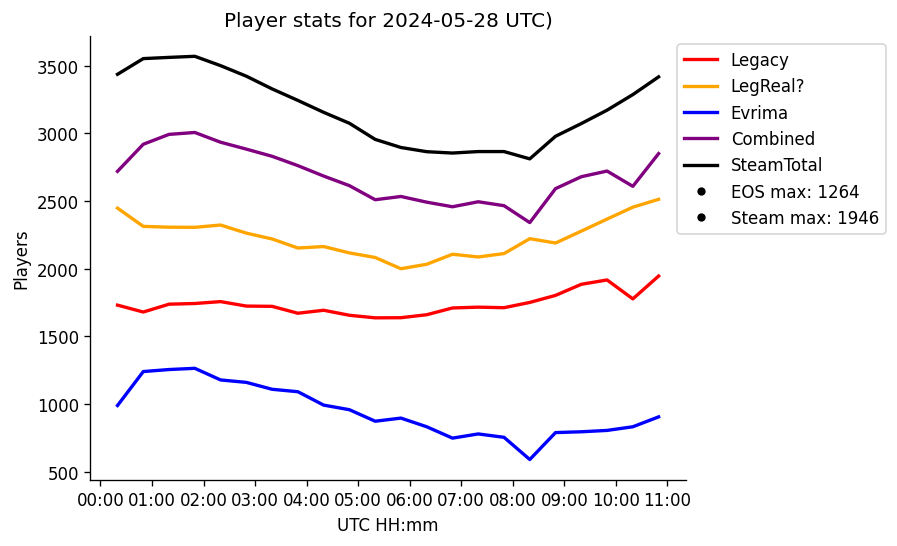 Player stats for 2024-05-28 UTC)
Legacy
LegReal?
Evrima
Combined
SteamTotal
EOS max: 1264
Steam max: 1946
Players
3500
3000
2500
2000
1500
1000
500
00:00 01:00 02:00 03:00 04:00 05:00 06:00 07:00 08:00 09:00 10:00 11:00
UTC HH:mm